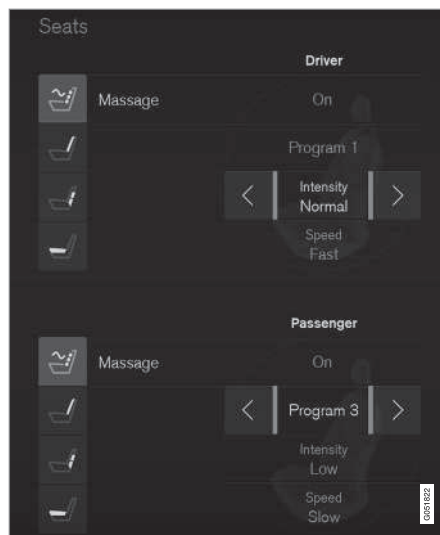 Seats
Driver
Massage On
Program 1
Intensity
Normal
Speed
Fast
Passenger
Massage On
Program 3
Intensity
Low
Speed
Slow
G051822